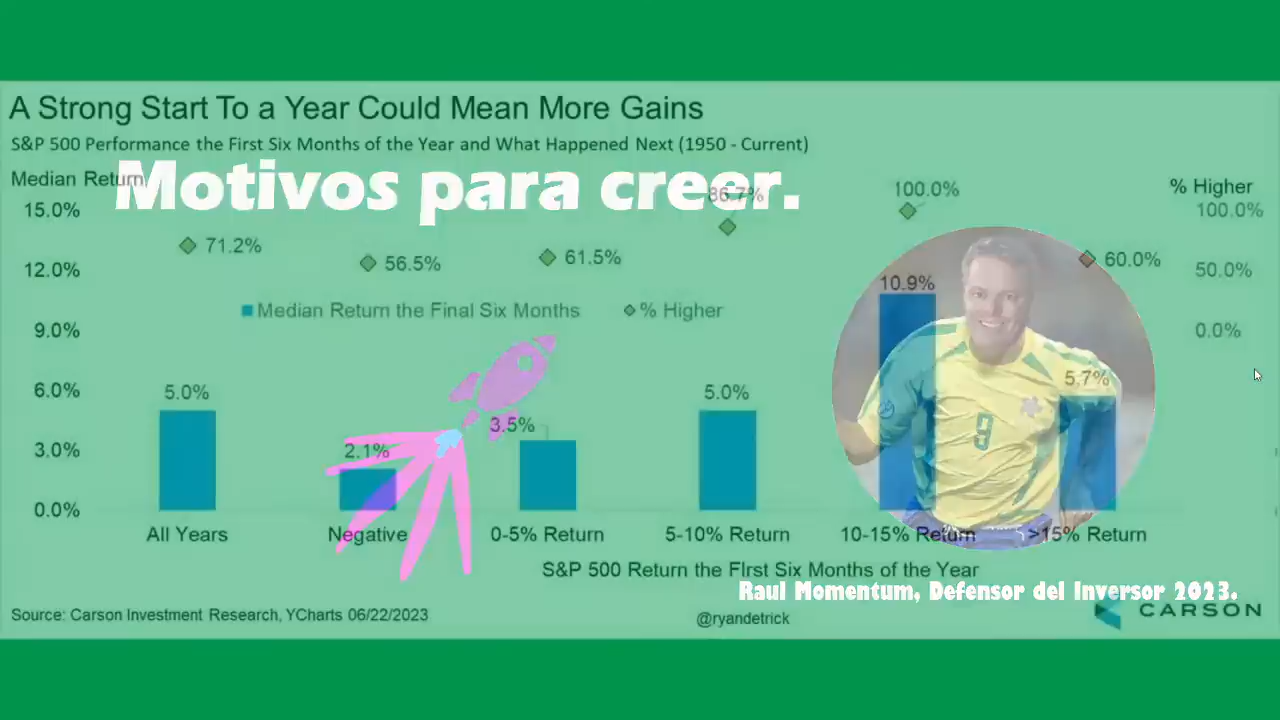 A Strong Start To a Year Could Mean More Gains
S&P 500 Performance the First Six Months of the Year and What Happened Next (1950 - Current)
Motivos para creer.
Median Return
% Higher
15.0%
12.0%
9.0%
6.0%
3.0%
0.0%
100.0%
50.0%
0.0%
71.2%
56.5%
61.5%
86.7%
100.0%
60.0%
Median Return the Final Six Months
% Higher
5.0%
2.1%
3.5%
5.0%
10.9%
5.7%
9
All Years
Negative
0-5% Return
5-10% Return
10-15% Return
>15% Return
S&P 500 Return the FIrst Six Months of the Year
Raul Momentum, Defensor del Inversor 2023.
Source: Carson Investment Research, YCharts 06/22/2023
@ryandetrick
CARSON